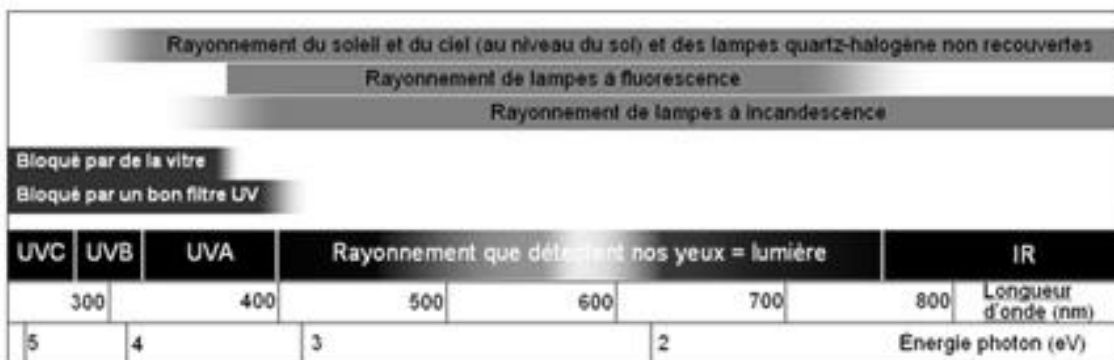 Rayonnement du soleil et du ciel (au niveau du sol) et des lampes quartz-halogène non recouvertes
Rayonnement de lampes à fluorescence
Rayonnement de lampes à incandescence
Bloqué par de la vitre
Bloqué par un bon filtre UV
UVC UVB UVA Rayonnement que détectent nos yeux = lumière IR
300 400 500 600 700 800 Longueur d'onde (nm)
5 4 3 2 Énergie photon (eV)